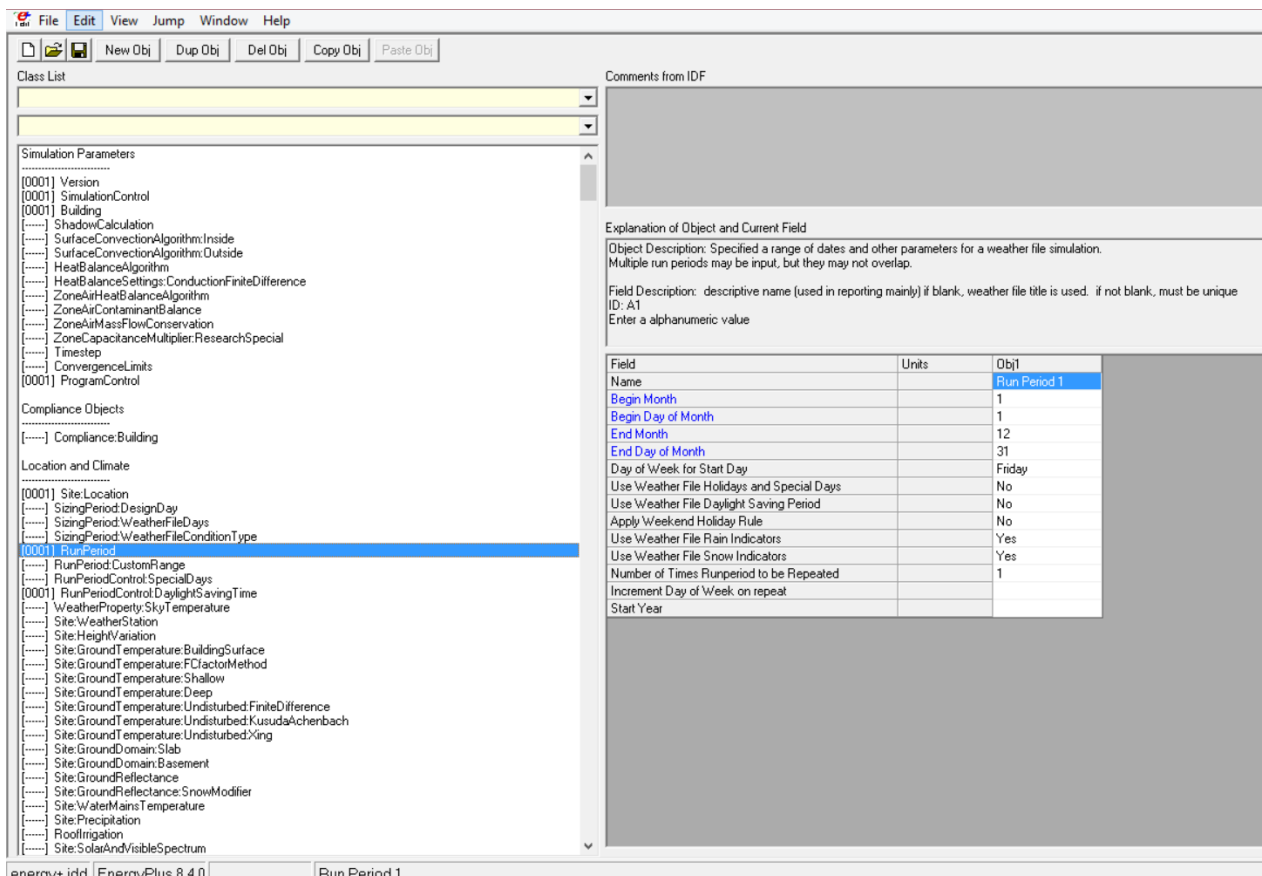 File Edit View Jump Window Help
New Obj Dup Obj Del Obj Copy Obj Paste Obj
Class List
Simulation Parameters
-------------------------
[0001] Version
[0001] SimulationControl
[0001] Building
[------] ShadowCalculation
[------] SurfaceConvectionAlgorithm:Inside
[------] SurfaceConvectionAlgorithm:Outside
[------] HeatBalanceAlgorithm
[------] HeatBalanceSettings:ConductionFiniteDifference
[------] ZoneAirHeatBalanceAlgorithm
[------] ZoneAirContaminantBalance
[------] ZoneAirMassFlowConservation
[------] ZoneCapacitanceMultiplier:ResearchSpecial
[------] Timestep
[------] ConvergenceLimits
[0001] ProgramControl
Compliance Objects
-------------------------
[------] Compliance:Building
Location and Climate
-------------------------
[0001] Site:Location
[------] SizingPeriod:DesignDay
[------] SizingPeriod:WeatherFileDays
[------] SizingPeriod:WeatherFileConditionType
[0001] RunPeriod
[------] RunPeriod:CustomRange
[------] RunPeriodControl:SpecialDays
[0001] RunPeriodControl:DaylightSavingTime
[------] WeatherProperty:SkyTemperature
[------] Site:WeatherStation
[------] Site:HeightVariation
[------] Site:GroundTemperature:BuildingSurface
[------] Site:GroundTemperature:FCfactorMethod
[------] Site:GroundTemperature:Shallow
[------] Site:GroundTemperature:Deep
[------] Site:GroundTemperature:Undisturbed:FiniteDifference
[------] Site:GroundTemperature:Undisturbed:KusudaAchenbach
[------] Site:GroundTemperature:Undisturbed:Xing
[------] Site:GroundDomain:Slab
[------] Site:GroundDomain:Basement
[------] Site:GroundReflectance
[------] Site:GroundReflectance:SnowModifier
[------] Site:WaterMainsTemperature
[------] Site:Precipitation
[------] RoofIrrigation
[------] Site:SolarAndVisibleSpectrum
Comments from IDF
Explanation of Object and Current Field
Object Description: Specified a range of dates and other parameters for a weather file simulation.
Multiple run periods may be input, but they may not overlap.
Field Description: descriptive name (used in reporting mainly) if blank, weather file title is used. if not blank, must be unique
ID: A1
Enter a alphanumeric value
Field Units Obj1
Name Run Period 1
Begin Month 1
Begin Day of Month 1
End Month 12
End Day of Month 31
Day of Week for Start Day Friday
Use Weather File Holidays and Special Days No
Use Weather File Daylight Saving Period No
Apply Weekend Holiday Rule No
Use Weather File Rain Indicators Yes
Use Weather File Snow Indicators Yes
Number of Times Runperiod to be Repeated 1
Increment Day of Week on repeat
Start Year
energy+.idd EnergyPlus 8.4.0 Run Period 1